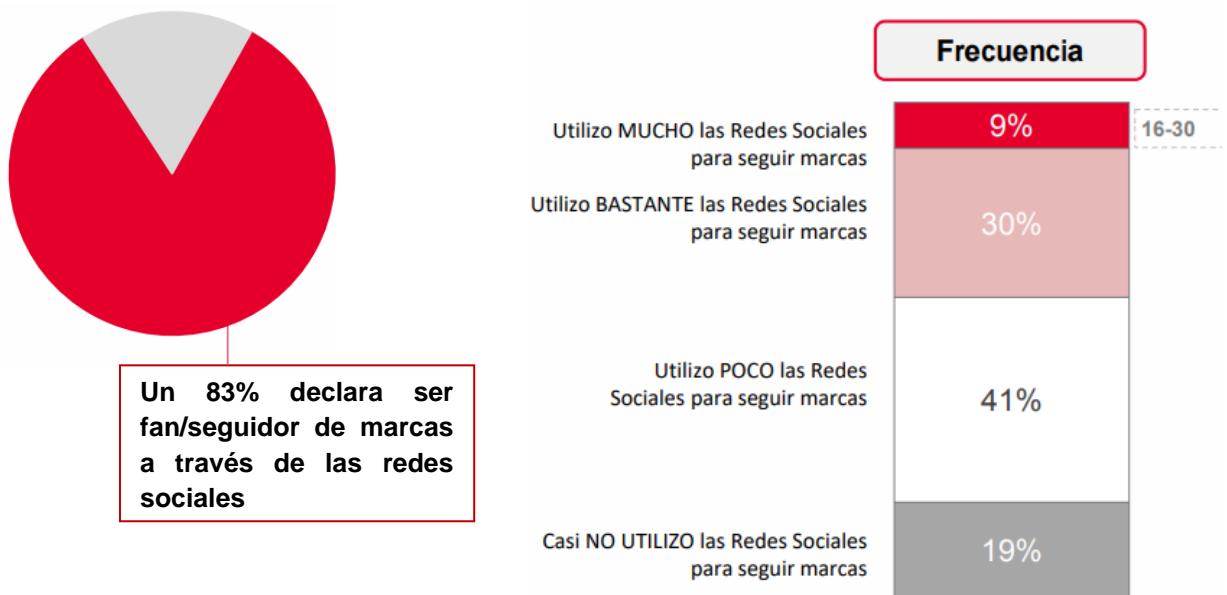 Un 83% declara ser
fan/seguidor de marcas
a través de las redes
sociales
Frecuencia
Utilizo MUCHO las Redes Sociales
para seguir marcas
9%
16-30
Utilizo BASTANTE las Redes Sociales
para seguir marcas
30%
Utilizo POCO las Redes
Sociales para seguir marcas
41%
Casi NO UTILIZO las Redes Sociales
para seguir marcas
19%